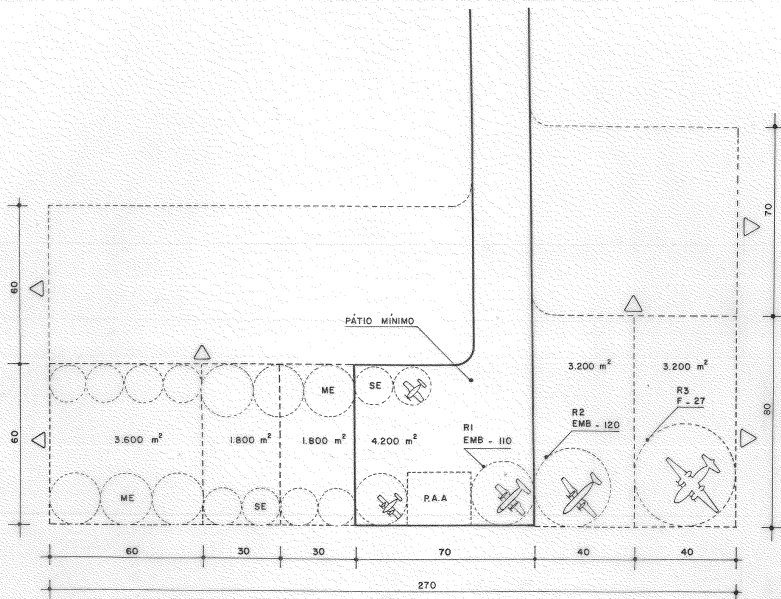 70
60
PÁTIO MÍNIMO
3.200 m²
3.200 m²
R3
F - 27
ME
SE
R2
EMB - 120
80
60
3.600 m²
1.800 m²
1.800 m²
4.200 m²
R1
EMB - 110
ME
SE
P.A.A
60
30
30
70
40
40
270